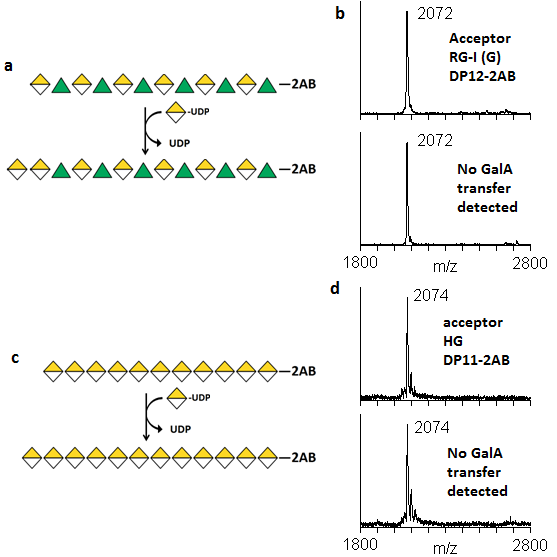 a
–2AB
–UDP
UDP
–2AB
b
2072
Acceptor
RG-I (G)
DP12-2AB
2072
No GalA
transfer
detected
1800
m/z
2800
c
–2AB
–UDP
UDP
–2AB
d
2074
acceptor
HG
DP11-2AB
2074
No GalA
transfer
detected
1800
m/z
2800